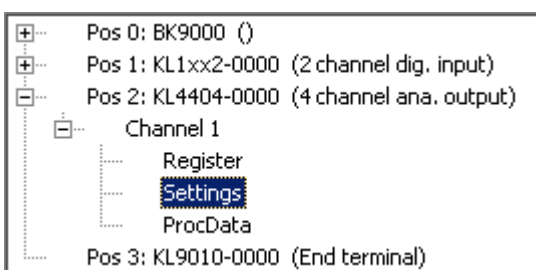 Pos 0: BK9000 ()
Pos 1: KL1xx2-0000 (2 channel dig. input)
Pos 2: KL4404-0000 (4 channel ana. output)
Channel 1
Register
Settings
ProcData
Pos 3: KL9010-0000 (End terminal)